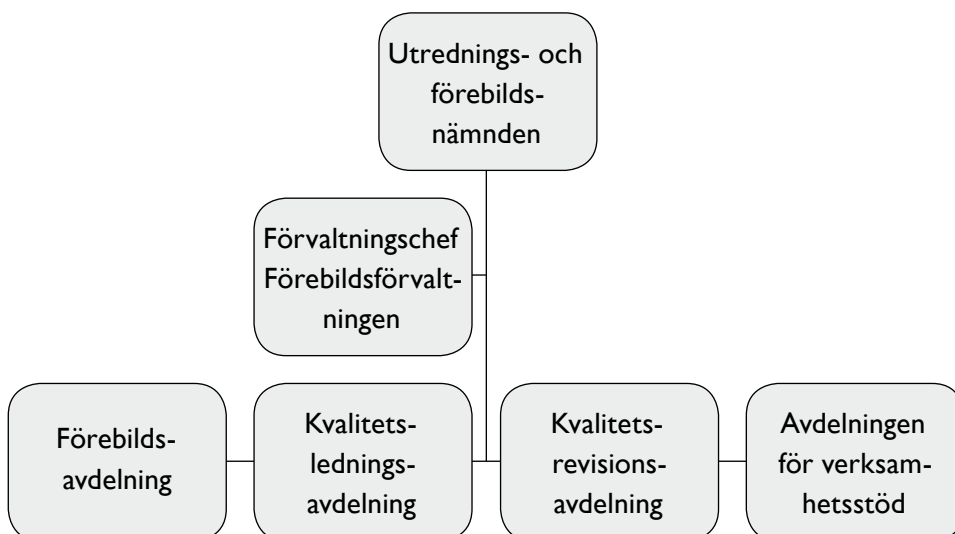 Utrednings- och
förebilds-
nämnden
Förvaltningschef
Förebildsförvalt-
ningen
Förebilds-
avdelning
Kvalitets-
lednings-
avdelning
Kvalitets-
revisions-
avdelning
Avdelningen
för verksam-
hetsstöd